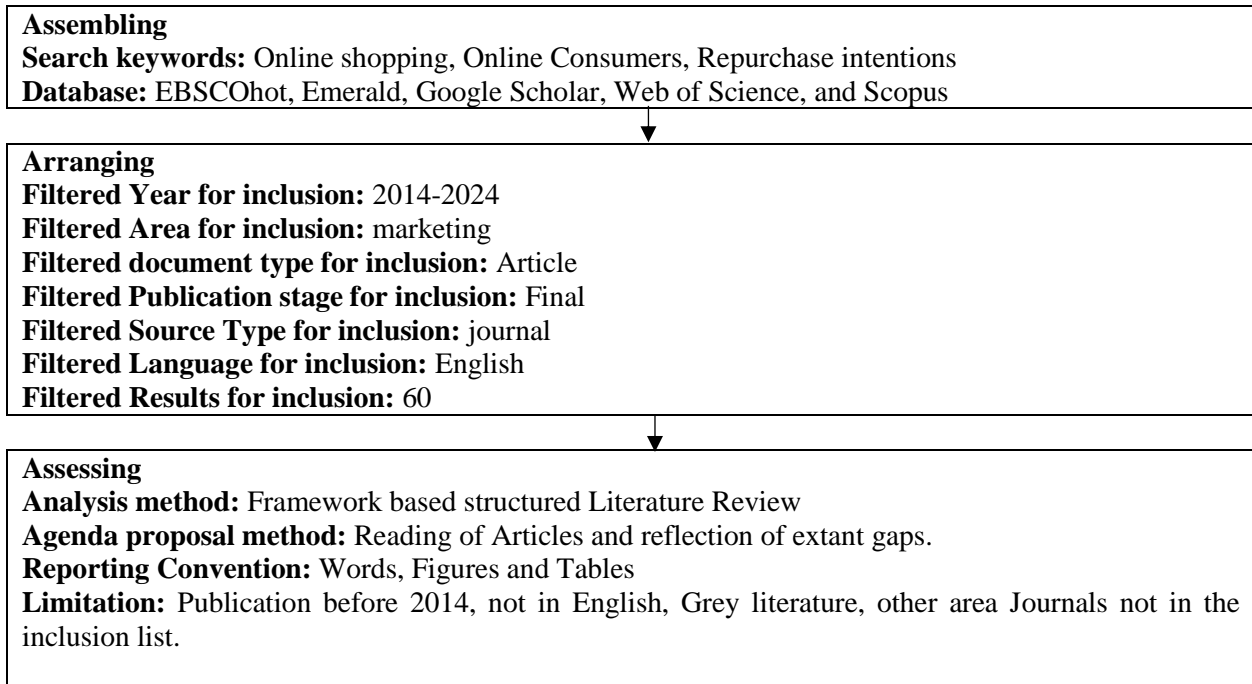 Assembling
Search keywords: Online shopping, Online Consumers, Repurchase intentions
Database: EBSCOhot, Emerald, Google Scholar, Web of Science, and Scopus
Arranging
Filtered Year for inclusion: 2014-2024
Filtered Area for inclusion: marketing
Filtered document type for inclusion: Article
Filtered Publication stage for inclusion: Final
Filtered Source Type for inclusion: journal
Filtered Language for inclusion: English
Filtered Results for inclusion: 60
Assessing
Analysis method: Framework based structured Literature Review
Agenda proposal method: Reading of Articles and reflection of extant gaps.
Reporting Convention: Words, Figures and Tables
Limitation: Publication before 2014, not in English, Grey literature, other area Journals not in the
inclusion list.